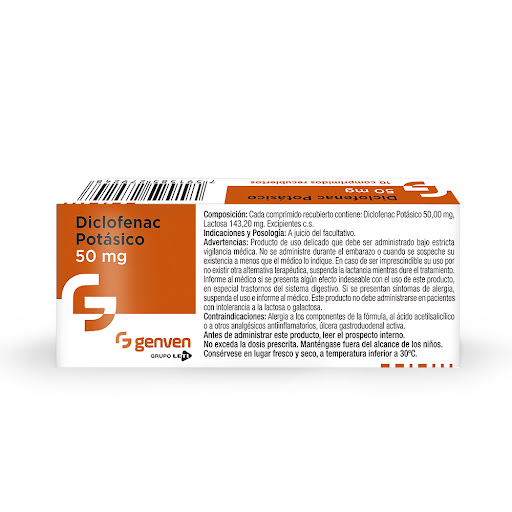 10 comprimidos recubiertos
50 mg
Diclofenac Potásico
Diclofenac
Potásico
50 mg
genven
GRUPO LETI
Composición: Cada comprimido recubierto contiene: Diclofenac Potásico 50,00 mg,
Lactosa 143,20 mg. Excipientes c.s.
Indicaciones y Posología: A juicio del facultativo.
Advertencias: Producto de uso delicado que debe ser administrado bajo estricta
vigilancia médica. No se administre durante el embarazo o cuando se sospeche su
existencia a menos que el médico lo indique. En caso de ser imprescindible su uso por
no existir otra alternativa terapéutica, suspenda la lactancia mientras dure el tratamiento.
Informe al médico si se presenta algún efecto indeseable con el uso de este producto,
en especial trastornos del sistema digestivo. Si se presentan síntomas de alergia,
suspenda el uso e informe al médico. Este producto no debe administrarse en pacientes
con intolerancia a la lactosa o galactosa.
Contraindicaciones: Alergia a los componentes de la fórmula, al ácido acetilsalicílico
o a otros analgésicos antiinflamatorios, úlcera gastroduodenal activa.
Antes de administrar este producto, leer el prospecto interno.
No exceda la dosis prescrita. Manténgase fuera del alcance de los niños.
Consérvese en lugar fresco y seco, a temperatura inferior a 30ºC.